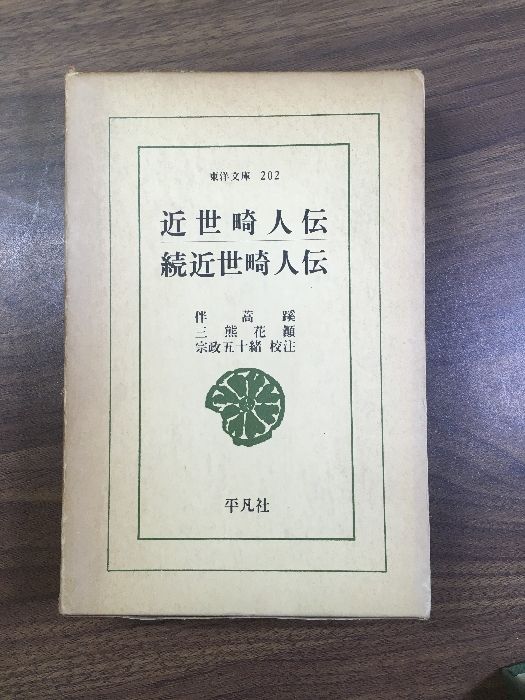 東洋文庫 202
近世畸人伝
続近世畸人伝
伴蒿蹊
三熊花顚
宗政五十緒 校注
平凡社